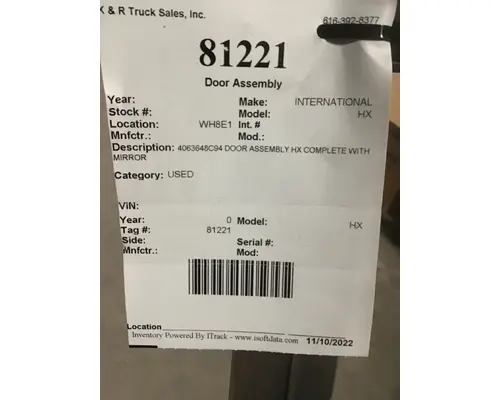 & R Truck Sales, Inc. 616-392-8377
81221
Door Assembly
Year: Make: INTERNATIONAL
Stock #: Model: HX
Location: WH8E1 Int. #
Mnfctr.: Mod.:
Description: 4063648C94 DOOR ASSEMBLY HX COMPLETE WITH
MIRROR
Category: USED
VIN:
Year: 0 Model: HX
Tag #: 81221
Side: Serial #:
Mnfctr.: Mod:
Location
Inventory Powered By ITrack - www.isoftdata.com 11/10/2022